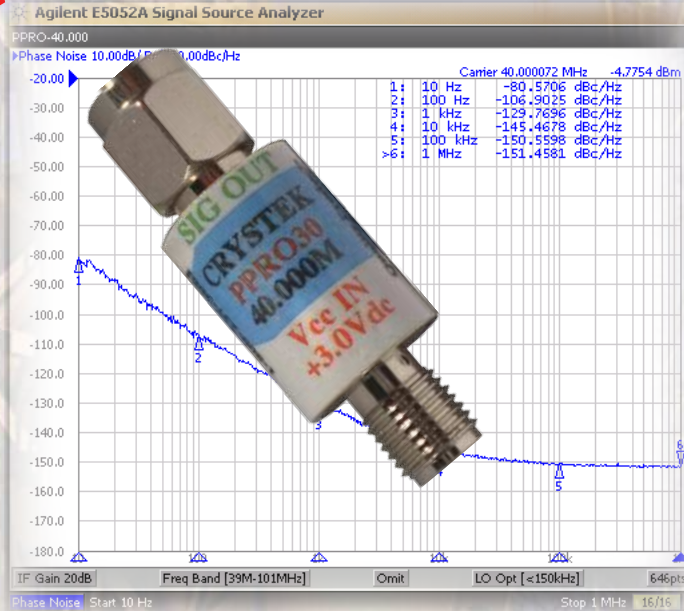 Agilent E5052A Signal Source Analyzer
PPRO-40.000
Phase Noise 10.00dB/
0.00dBc/Hz
Carrier 40.000072 MHz -4.7754 dBm
1: 10 Hz -80.5706 dBc/Hz
2: 100 Hz -106.9025 dBc/Hz
3: 1 kHz -129.7696 dBc/Hz
4: 10 kHz -145.4678 dBc/Hz
5: 100 kHz -150.5598 dBc/Hz
>6: 1 MHz -151.4581 dBc/Hz
-20.00
-30.00
-40.00
-50.00
-60.00
-70.00
-80.00
-90.00
-100.0
-110.0
-120.0
-130.0
-140.0
-150.0
-160.0
-170.0
-180.0
1
2
3
5
6
SIG OUT
CRYSTEK
PPRO30
40.000M
Vcc IN
+3.0Vdc
IF Gain 20dB
Freq Band [39M-101MHz]
Omit
LO Opt [<150kHz]
646pts
Phase Noise Start 10 Hz
Stop 1 MHz 16/16